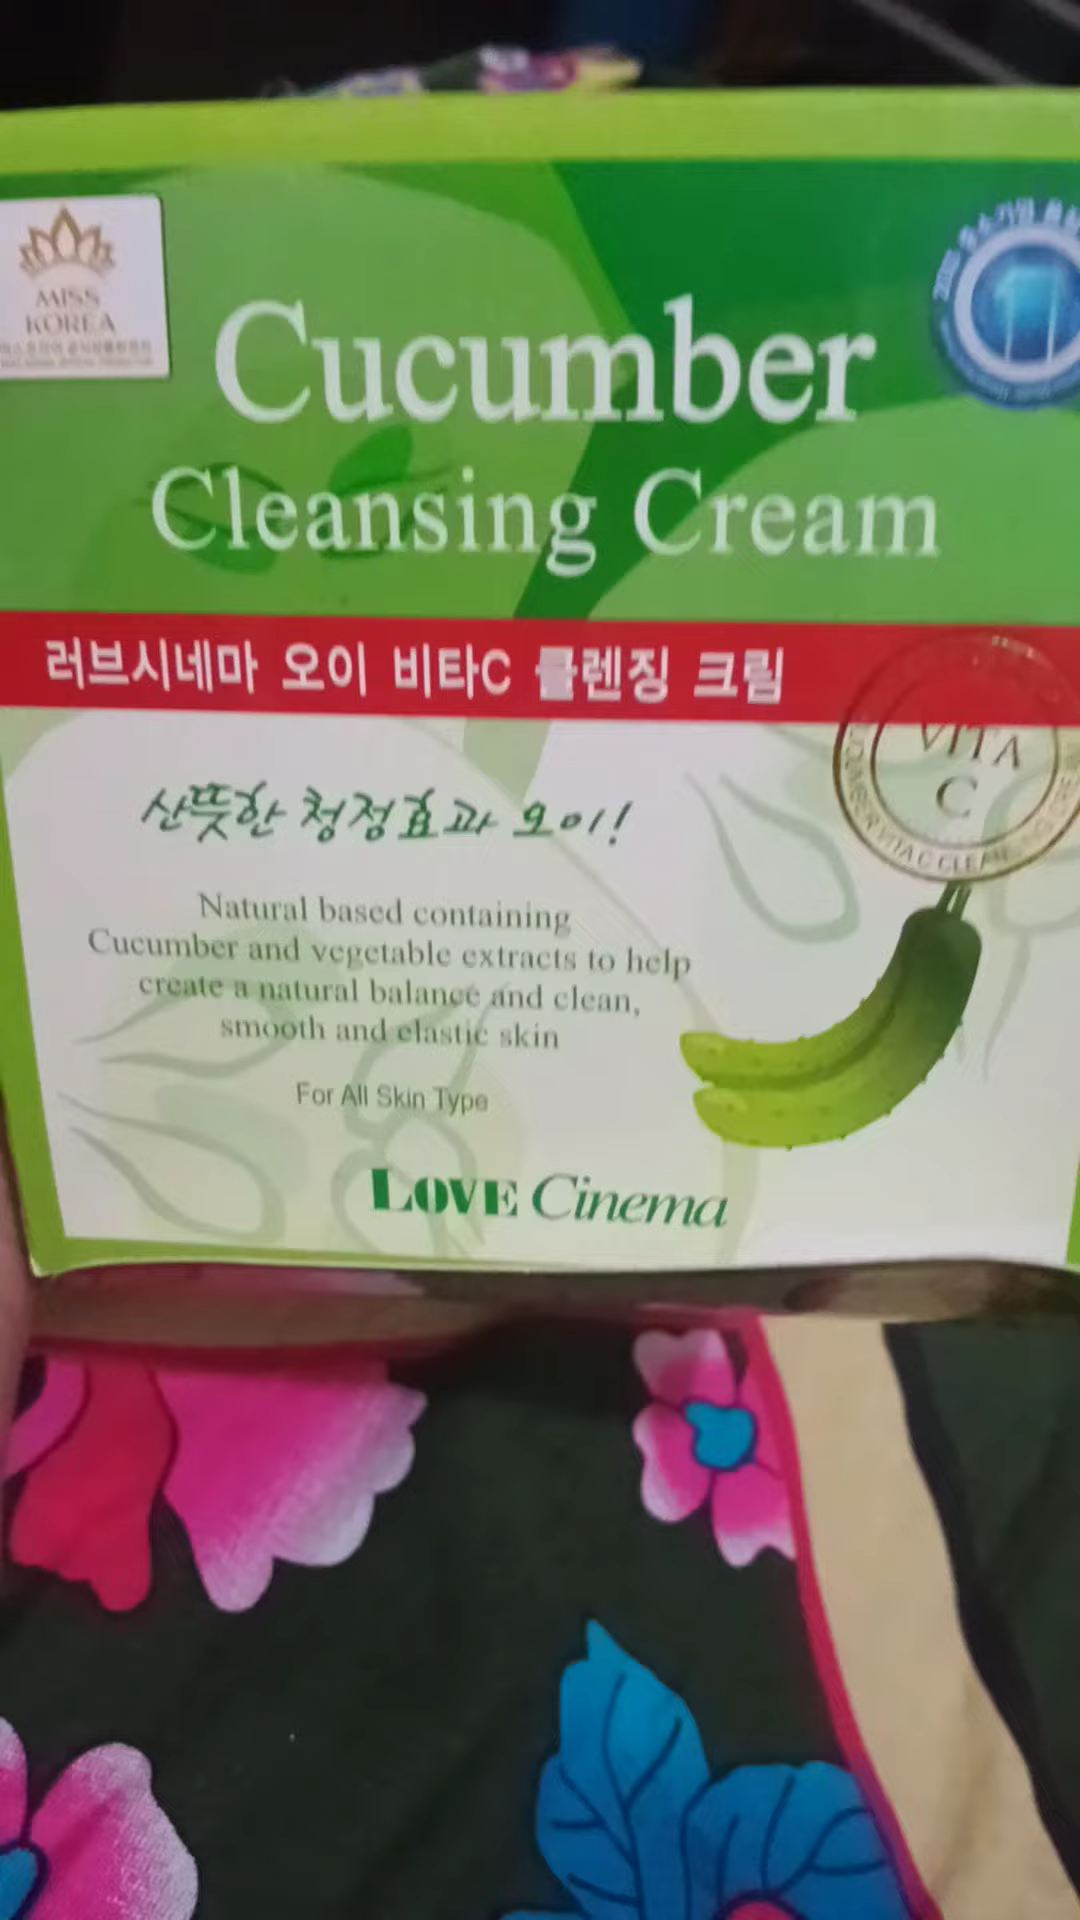 MISS
KOREA
Cucumber
Cleansing Cream
러브시네마 오이 비타C 클렌징 크림
VITA
C
산뜻한 청정효과 오이!
Natural based containing
Cucumber and vegetable extracts to help
create a natural balance and clean,
smooth and elastic skin
For All Skin Type
LOVE Cinema